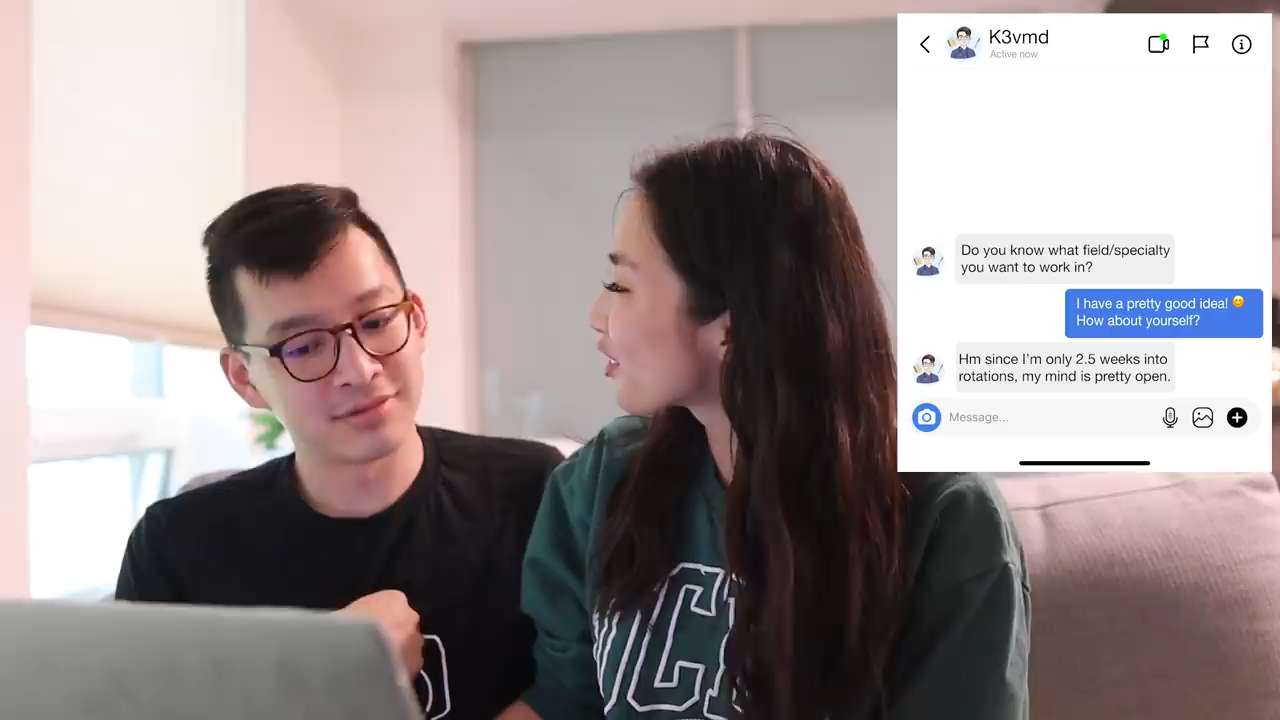 K3vmd
Active now
Do you know what field/specialty
you want to work in?
I have a pretty good idea! 😊
How about yourself?
Hm since I'm only 2.5 weeks into
rotations, my mind is pretty open.
Message...